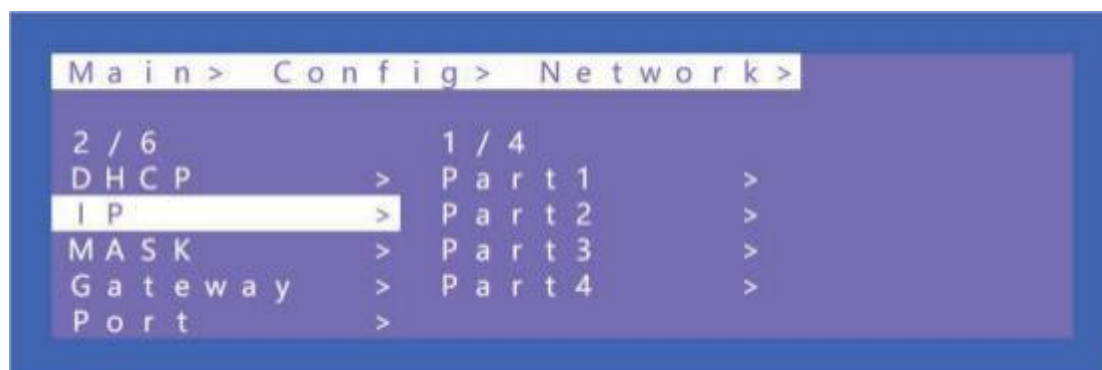 Main> Config> Network>
2/6 1/4
DHCP > Part1 >
IP > Part2 >
MASK > Part3 >
Gateway > Part4 >
Port >